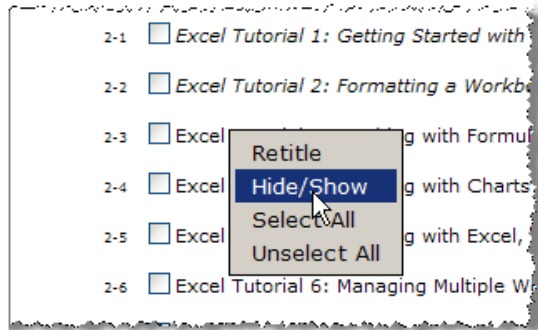 2-1 Excel Tutorial 1: Getting Started with
2-2 Excel Tutorial 2: Formatting a Workbo
2-3 Excel g with Formul
Retitle
2-4 Excel Hide/Show g with Charts
Select All
2-5 Excel g with Excel,
Unselect All
2-6 Excel Tutorial 6: Managing Multiple W